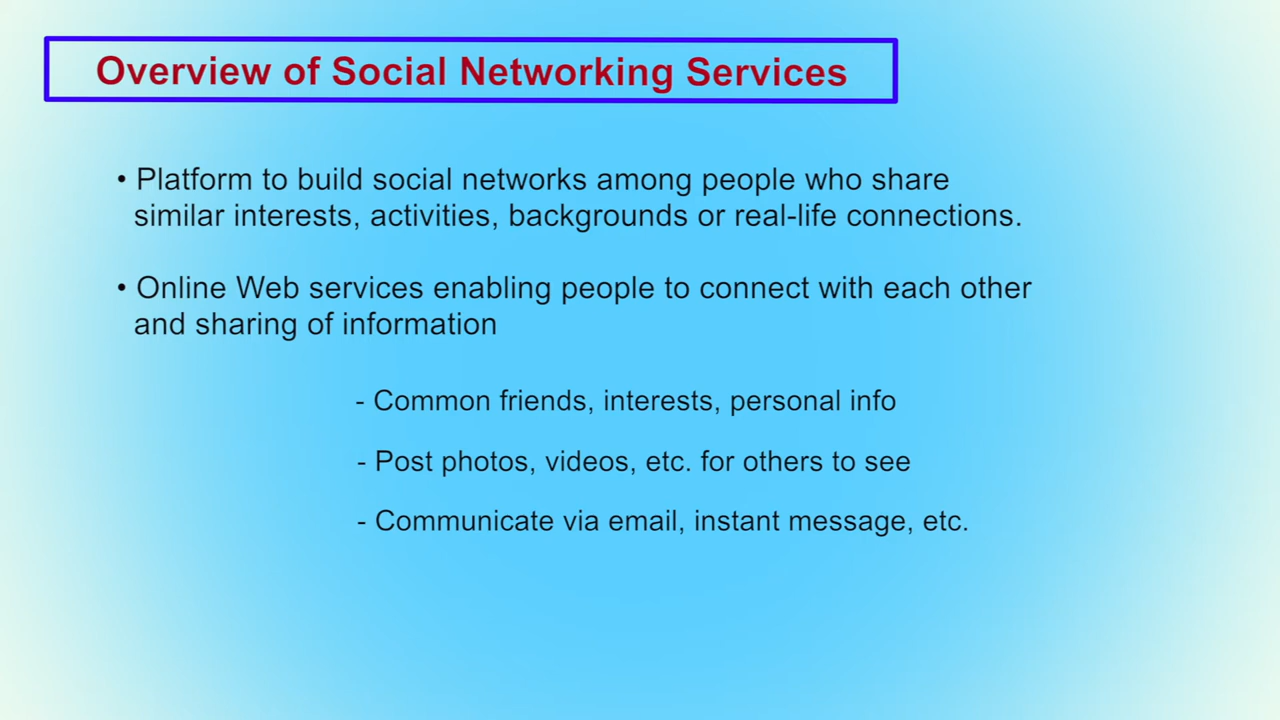 Overview of Social Networking Services
• Platform to build social networks among people who share
similar interests, activities, backgrounds or real-life connections.
• Online Web services enabling people to connect with each other
and sharing of information
- Common friends, interests, personal info
- Post photos, videos, etc. for others to see
- Communicate via email, instant message, etc.